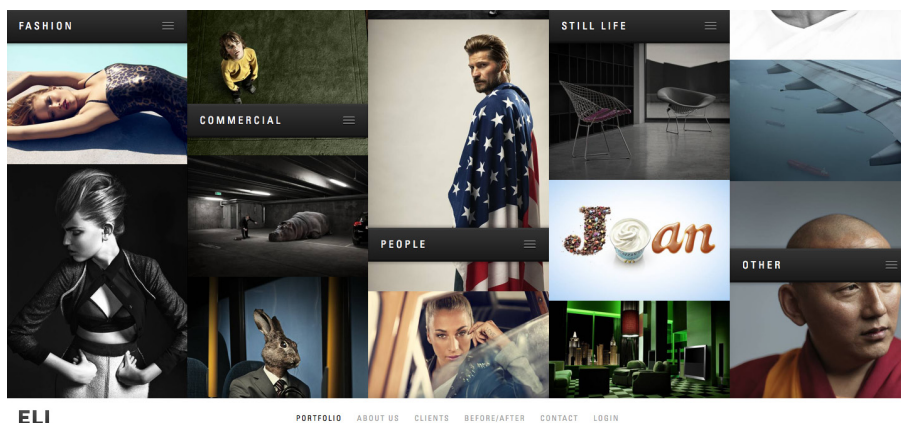 FASHION
COMMERCIAL
PEOPLE
STILL LIFE
Joan
OTHER
ELI
PORTFOLIO ABOUT US CLIENTS BEFORE/AFTER CONTACT LOGIN